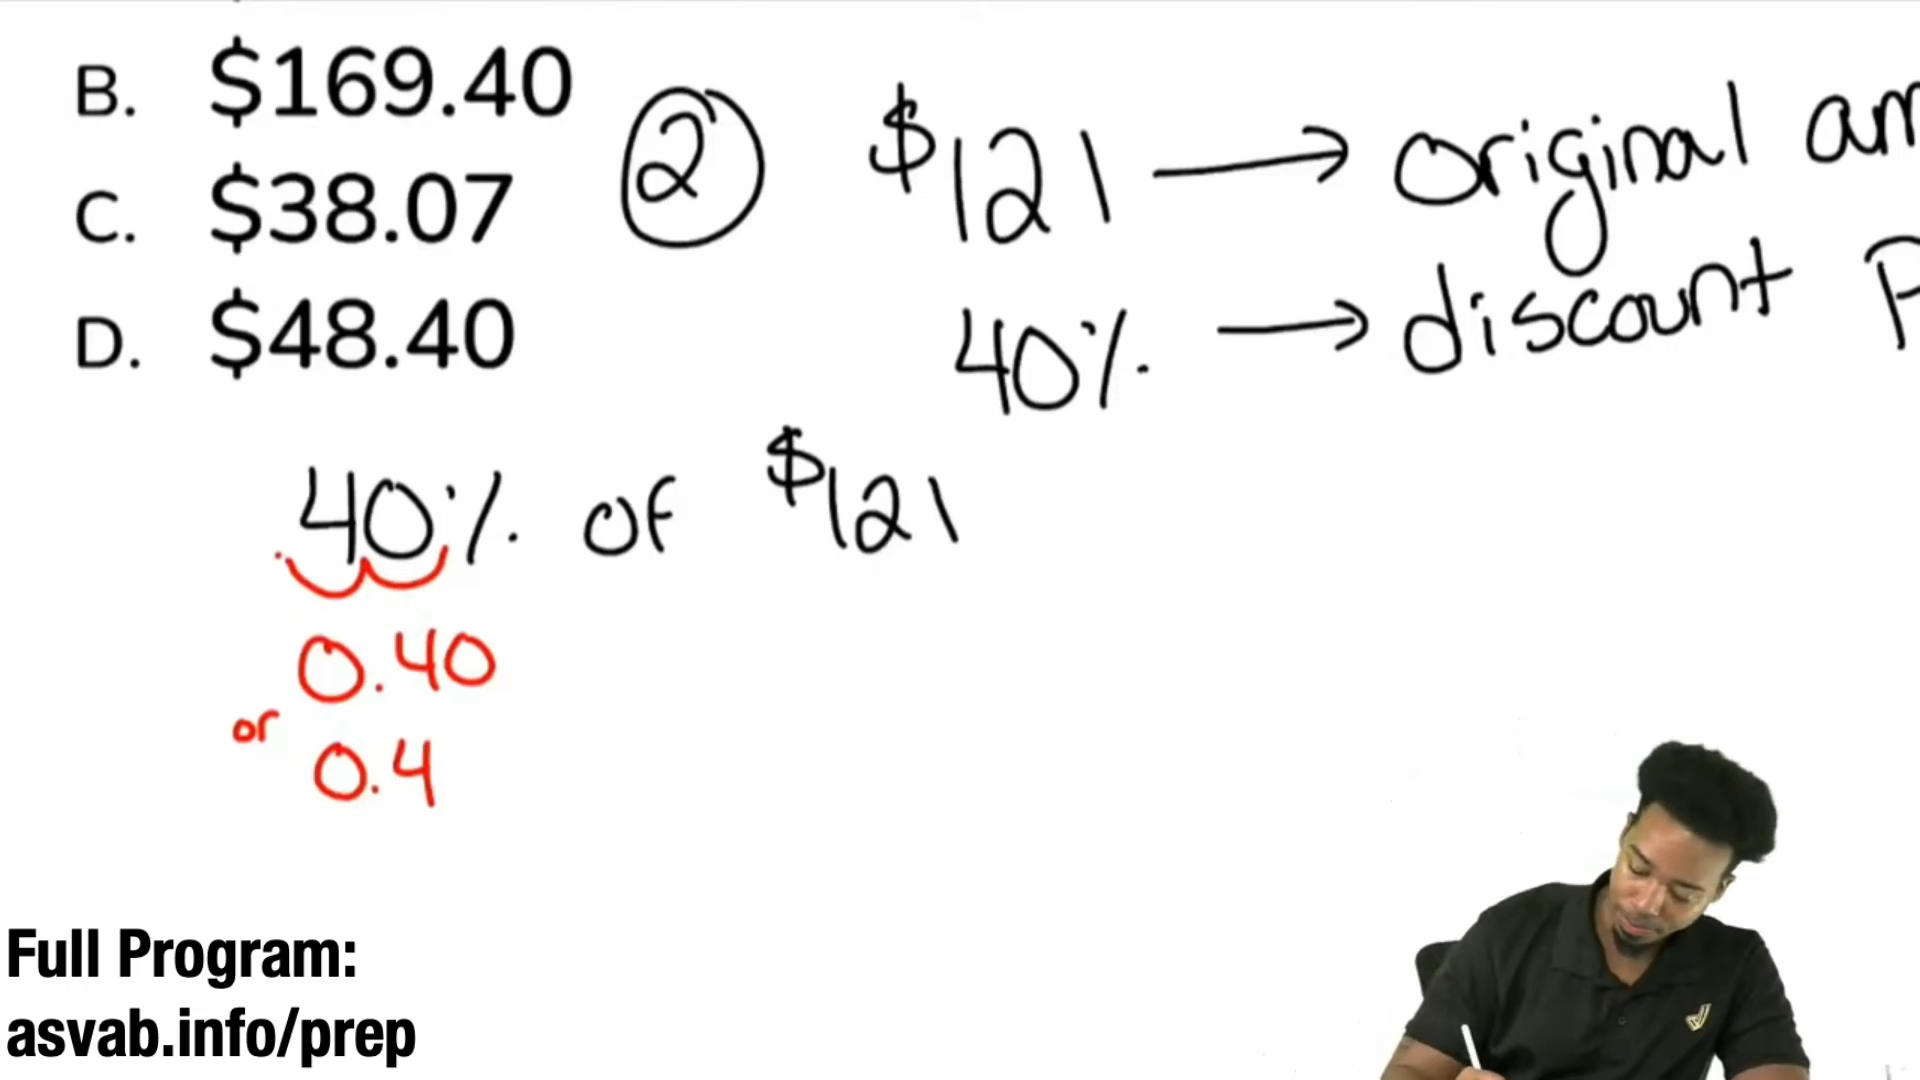 B. $169.40
C. $38.07
D. $48.40
② $121 → original am
40% → discount P
40% of $121
0.40
or
0.4
Full Program:
asvab.info/prep